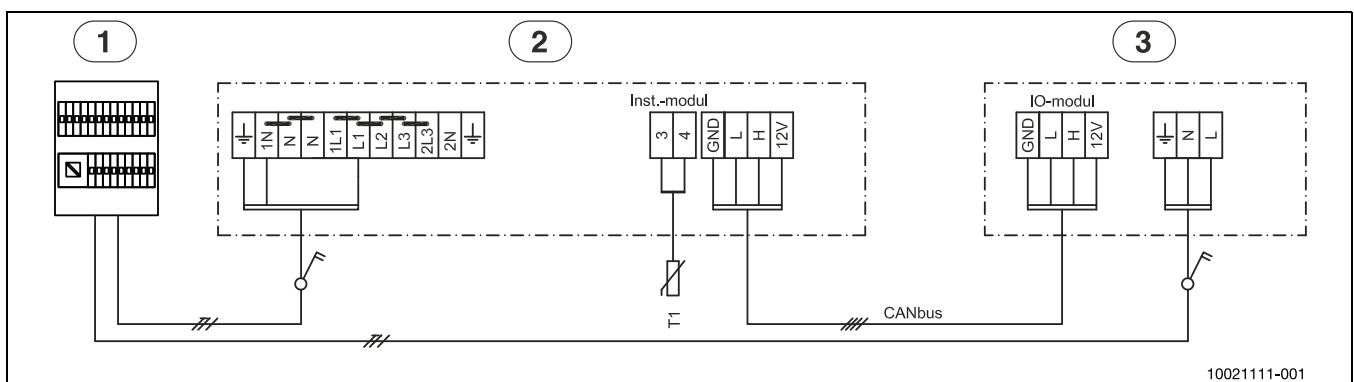 1
2
3
Inst.-modul
IO-modul
1N
N
N
1L1
L1
L2
L3
2L3
2N
3
4
GND
L
H
12V
GND
L
H
12V
N
L
T1
CANbus
10021111-001